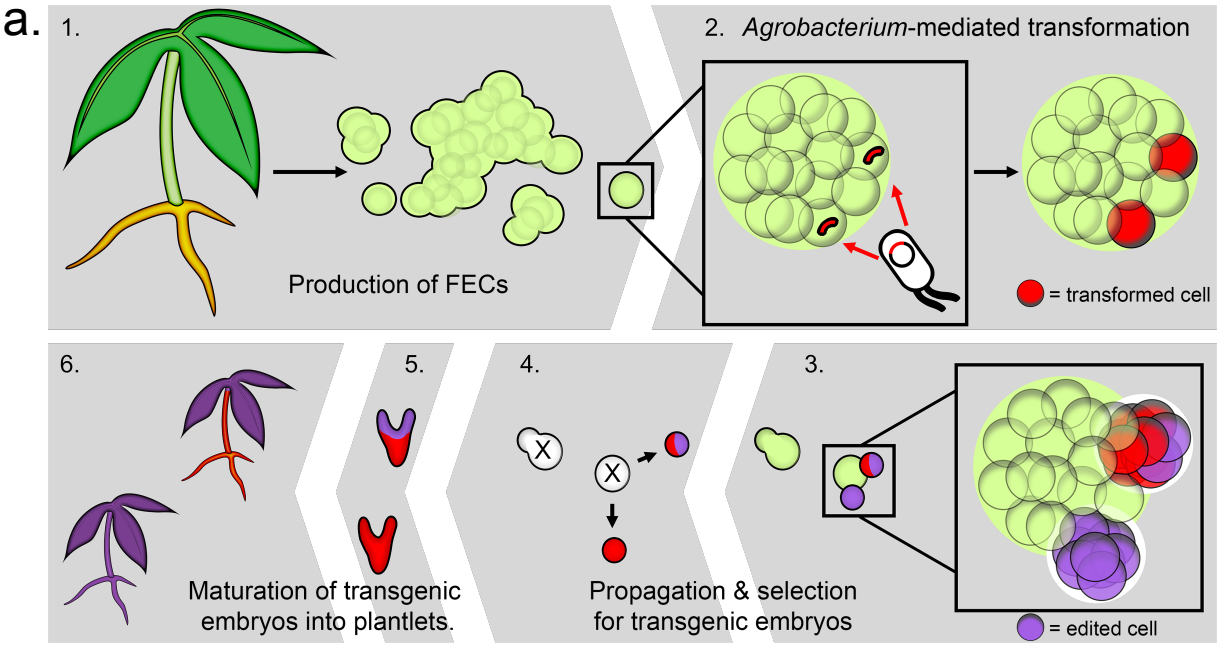 a.
1.
Production of FECs
2. Agrobacterium-mediated transformation
= transformed cell
3.
= edited cell
4.
X
X
Propagation & selection
for transgenic embryos
5.
6.
Maturation of transgenic
embryos into plantlets.